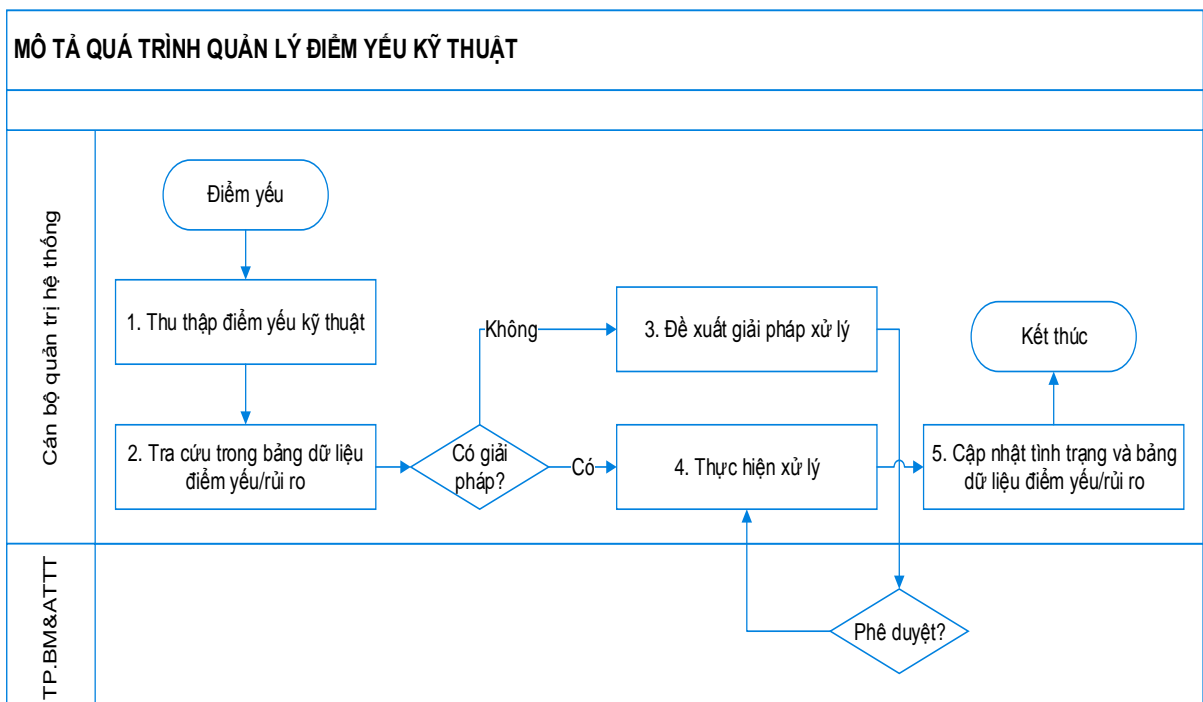 MÔ TẢ QUÁ TRÌNH QUẢN LÝ ĐIỂM YẾU KỸ THUẬT
Cán bộ quản trị hệ thống
Điểm yếu
1. Thu thập điểm yếu kỹ thuật
2. Tra cứu trong bảng dữ liệu
điểm yếu/rủi ro
Có giải
pháp?
Không
3. Đề xuất giải pháp xử lý
Có
4. Thực hiện xử lý
Kết thúc
5. Cập nhật tình trạng và bảng
dữ liệu điểm yếu/rủi ro
TP.BM&ATTT
Phê duyệt?